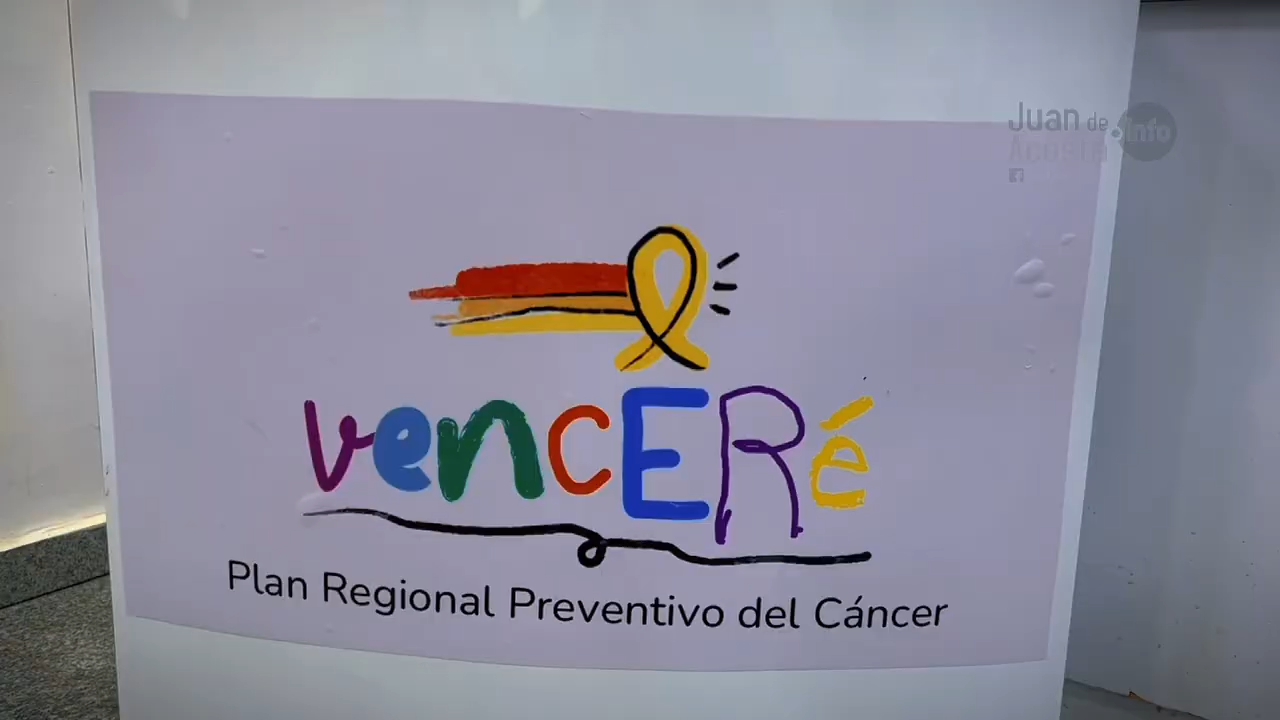 Juan de
Acosta
.info
vencERé
Plan Regional Preventivo del Cáncer